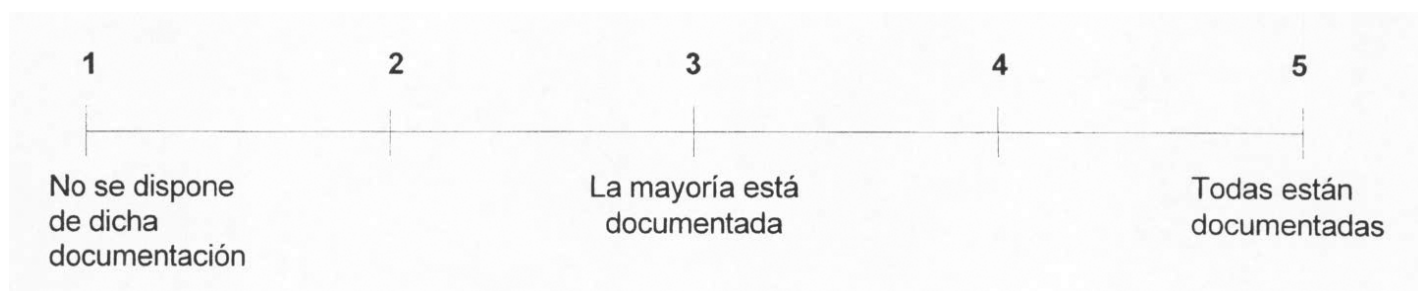 1 2 3 4 5
No se dispone
de dicha
documentación
La mayoría está
documentada
Todas están
documentadas